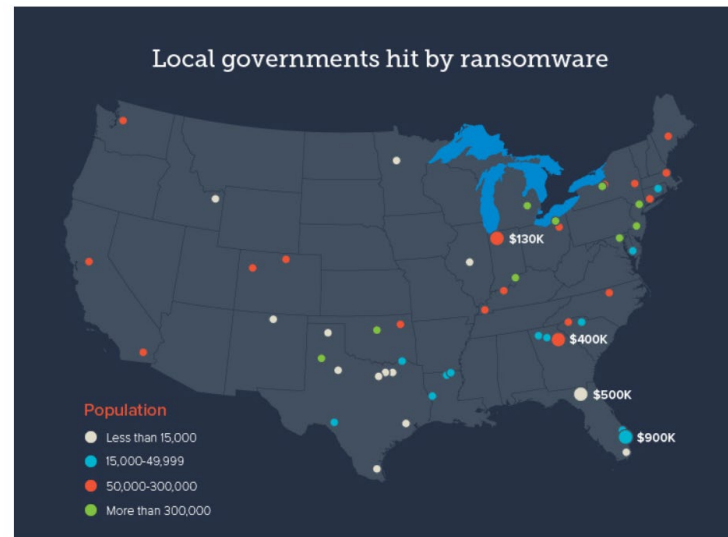 Local governments hit by ransomware
$130K
$400K
$500K
$900K
Population
Less than 15,000
15,000-49,999
50,000-300,000
More than 300,000